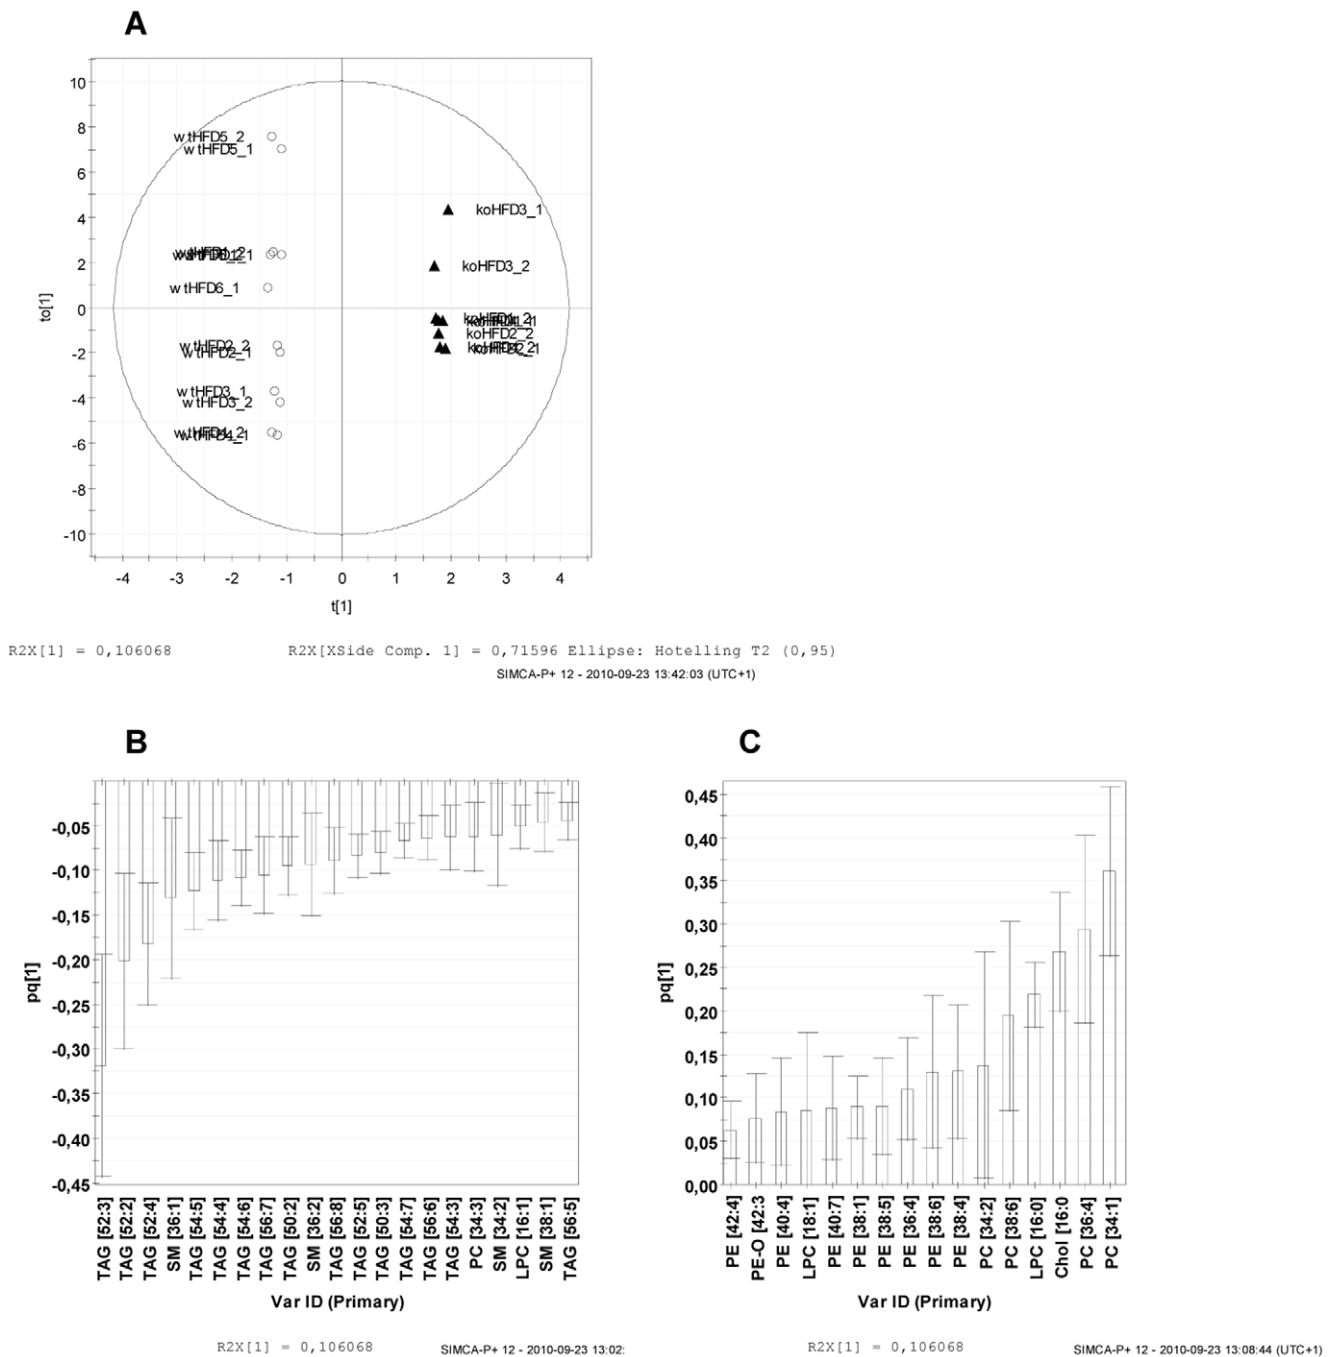 A
10
8
6
4
2
0
-2
-4
-6
-8
-10
to[1]
w tHFD5_2
w tHFD5_1
w tHFD6_1
w tHFD2_2
w tHFD2_1
w tHFD3_1
w tHFD3_2
koHFD3_1
koHFD3_2
koHFD2_2
-4 -3 -2 -1 0 1 2 3 4
t[1]
R2X[1] = 0,106068 R2X[XSide Comp. 1] = 0,71596 Ellipse: Hotelling T2 (0,95)
SIMCA-P+ 12 - 2010-09-23 13:42:03 (UTC+1)
B
-0,05
-0,10
-0,15
-0,20
-0,25
-0,30
-0,35
-0,40
-0,45
pq[1]
TAG [52:3]
TAG [52:2]
TAG [52:4]
SM [36:1]
TAG [54:5]
TAG [54:4]
TAG [54:6]
TAG [56:7]
TAG [50:2]
SM [36:2]
TAG [56:8]
TAG [52:5]
TAG [50:3]
TAG [54:7]
TAG [56:6]
TAG [54:3]
PC [34:3]
SM [34:2]
LPC [16:1]
SM [38:1]
TAG [56:5]
Var ID (Primary)
R2X[1] = 0,106068 SIMCA-P+ 12 - 2010-09-23 13:02:
C
0,45
0,40
0,35
0,30
0,25
0,20
0,15
0,10
0,05
0,00
pq[1]
PE [42:4]
PE-O [42:3
PE [40:4]
LPC [18:1]
PE [40:7]
PE [38:1]
PE [38:5]
PE [36:4]
PE [38:6]
PE [38:4]
PC [34:2]
PC [38:6]
LPC [16:0]
Chol [16:0
PC [36:4]
PC [34:1]
Var ID (Primary)
R2X[1] = 0,106068 SIMCA-P+ 12 - 2010-09-23 13:08:44 (UTC+1)